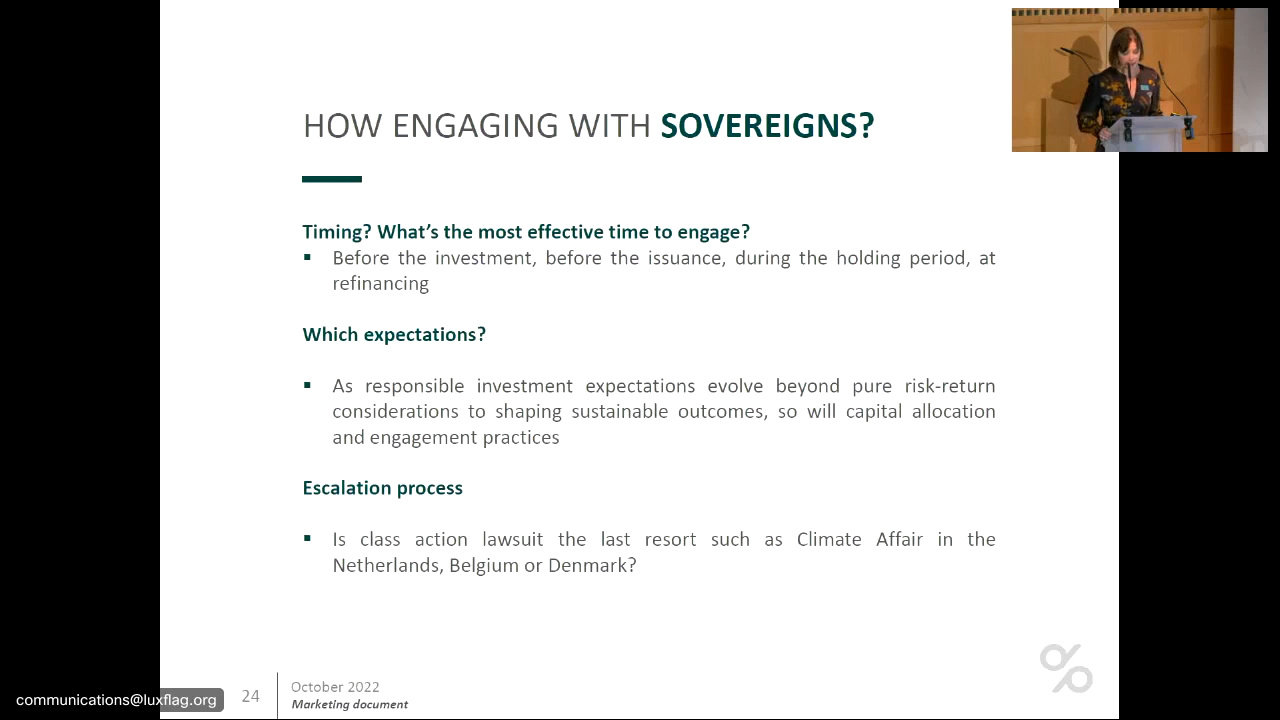 HOW ENGAGING WITH SOVEREIGNS?
Timing? What's the most effective time to engage?
Before the investment, before the issuance, during the holding period, at
refinancing
Which expectations?
As responsible investment expectations evolve beyond pure risk-return
considerations to shaping sustainable outcomes, so will capital allocation
and engagement practices
Escalation process
Is class action lawsuit the last resort such as Climate Affair in the
Netherlands, Belgium or Denmark?
24
October 2022
Marketing document
communications@luxflag.org